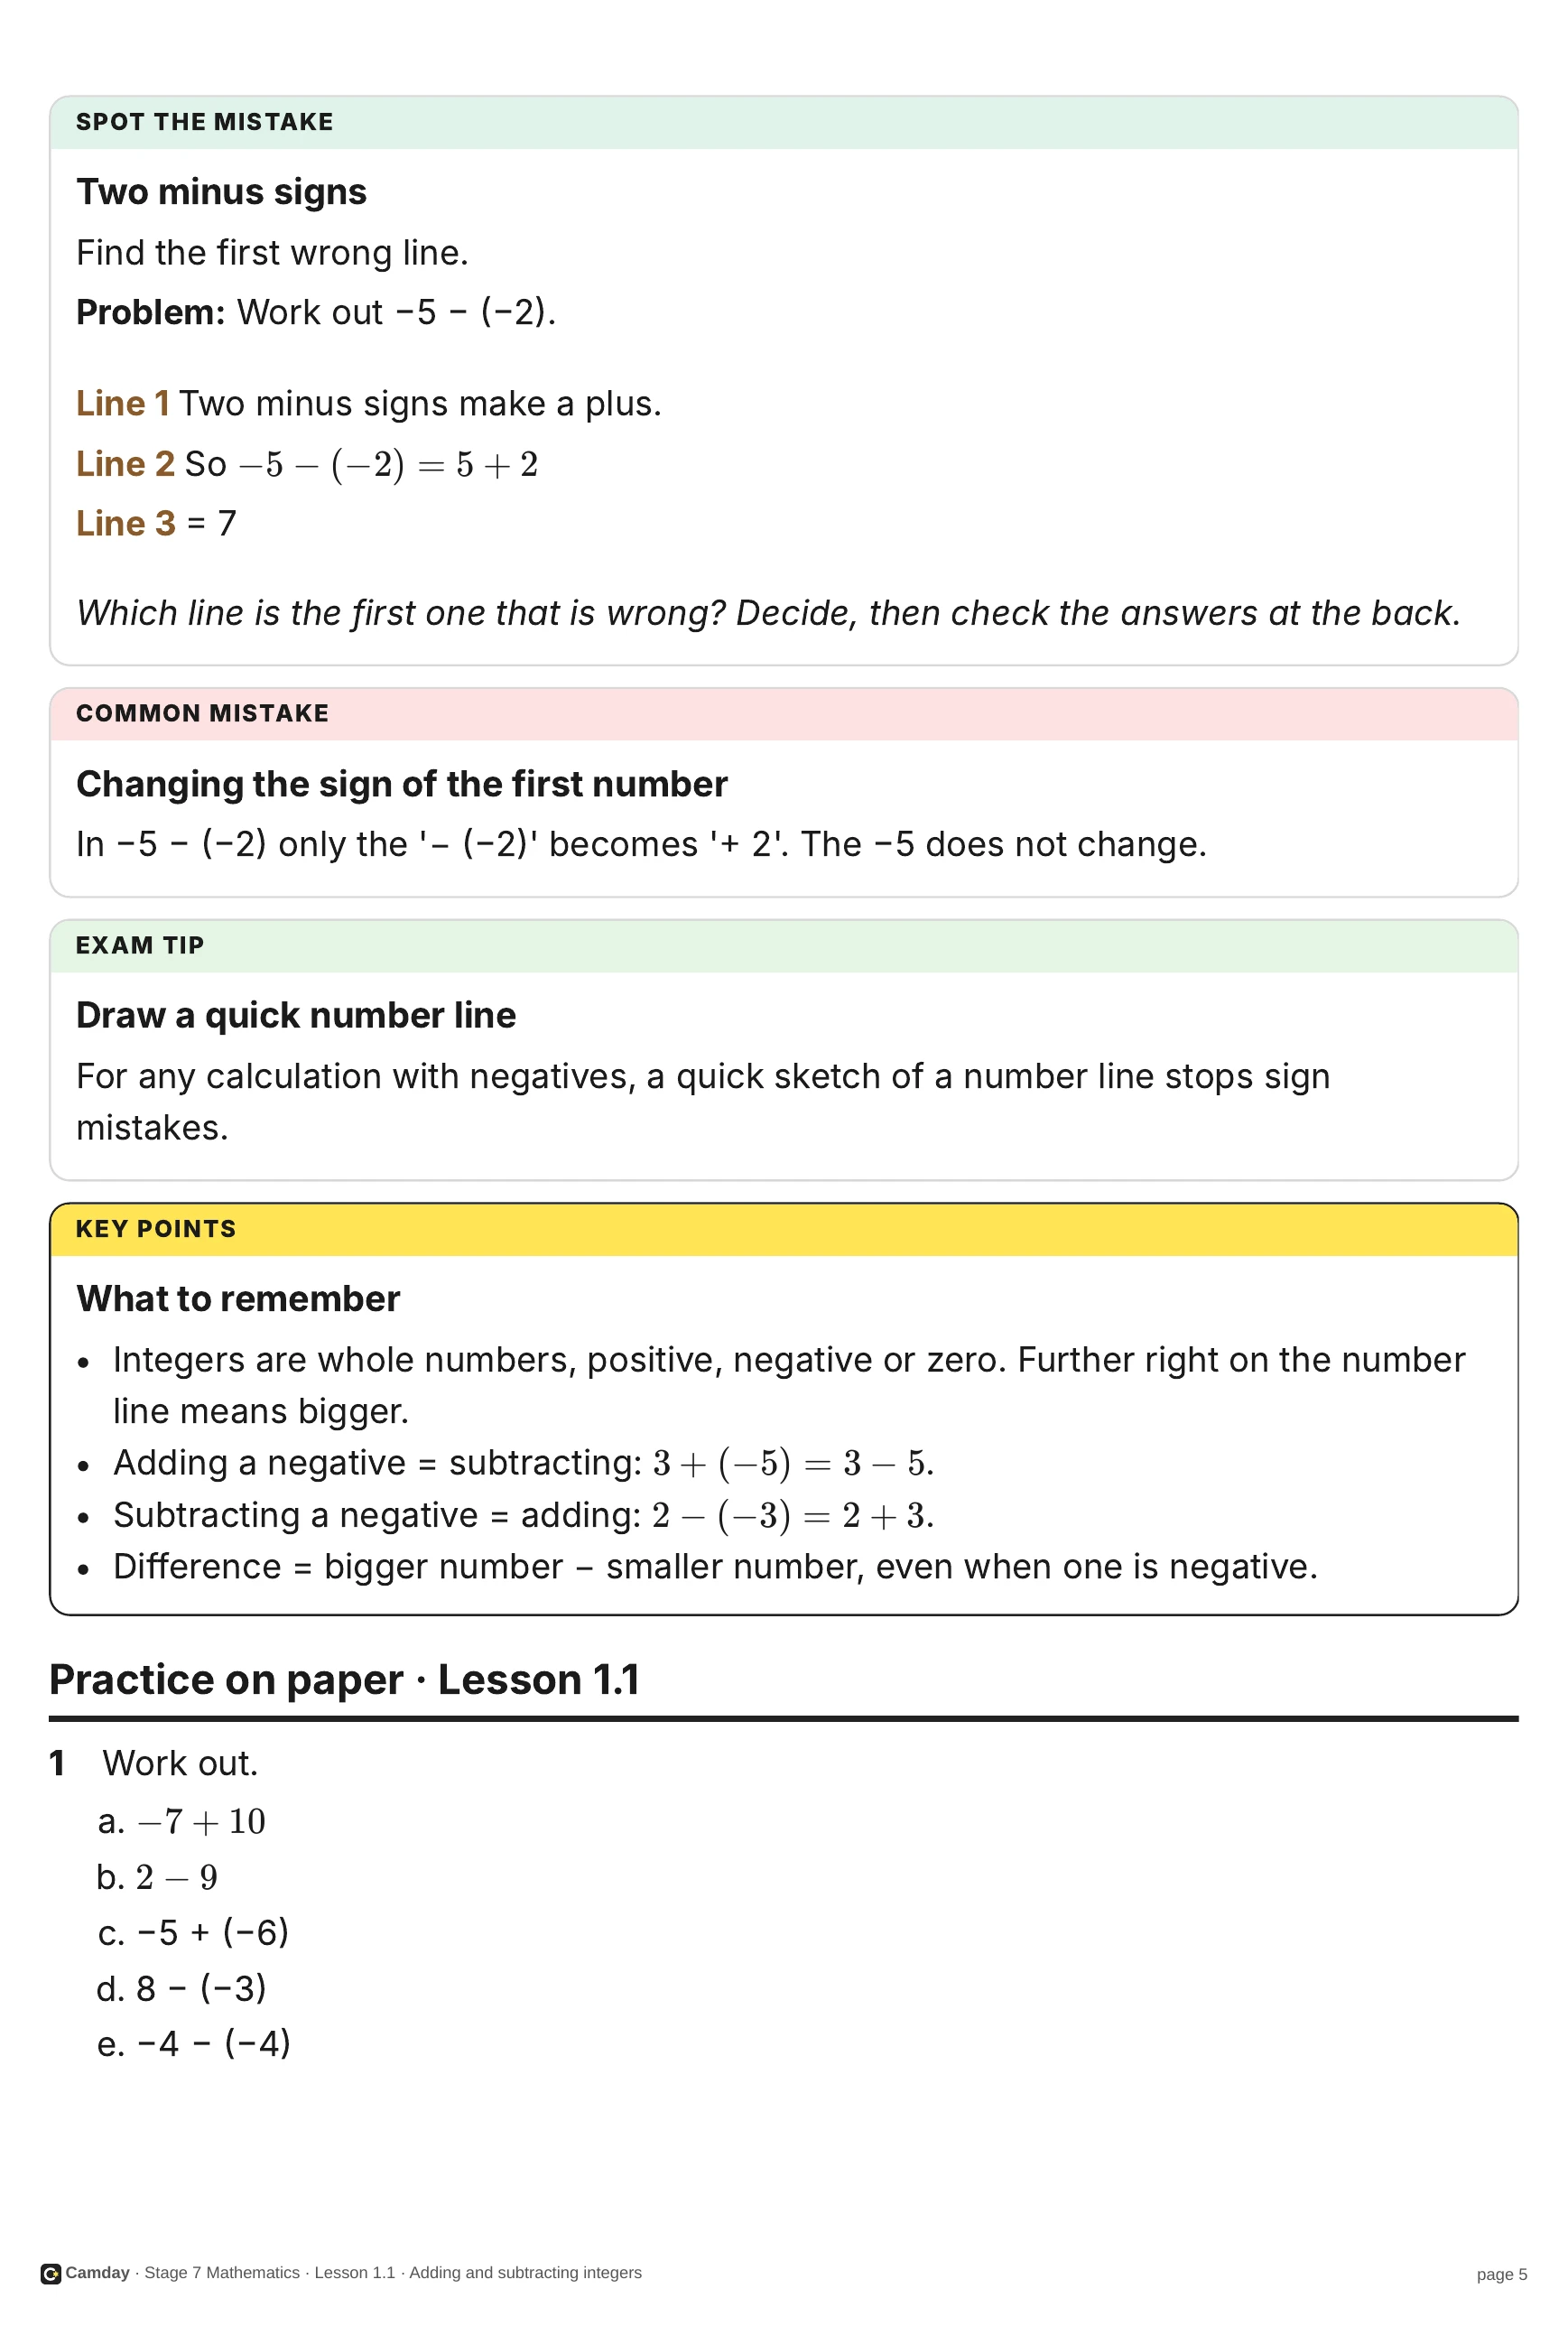 SPOT THE MISTAKE
Two minus signs
Find the first wrong line.
Problem: Work out −5 − (−2).
Line 1 Two minus signs make a plus.
Line 2 So −5 − (−2) = 5 + 2
Line 3 = 7
Which line is the first one that is wrong? Decide, then check the answers at the back.
COMMON MISTAKE
Changing the sign of the first number
In −5 − (−2) only the '− (−2)' becomes '+ 2'. The −5 does not change.
EXAM TIP
Draw a quick number line
For any calculation with negatives, a quick sketch of a number line stops sign
mistakes.
KEY POINTS
What to remember
• Integers are whole numbers, positive, negative or zero. Further right on the number
line means bigger.
• Adding a negative = subtracting: 3 + (−5) = 3 − 5.
• Subtracting a negative = adding: 2 − (−3) = 2 + 3.
• Difference = bigger number − smaller number, even when one is negative.
Practice on paper · Lesson 1.1
1 Work out.
a. −7 + 10
b. 2 − 9
c. −5 + (−6)
d. 8 − (−3)
e. −4 − (−4)
Camday · Stage 7 Mathematics · Lesson 1.1 · Adding and subtracting integers
page 5